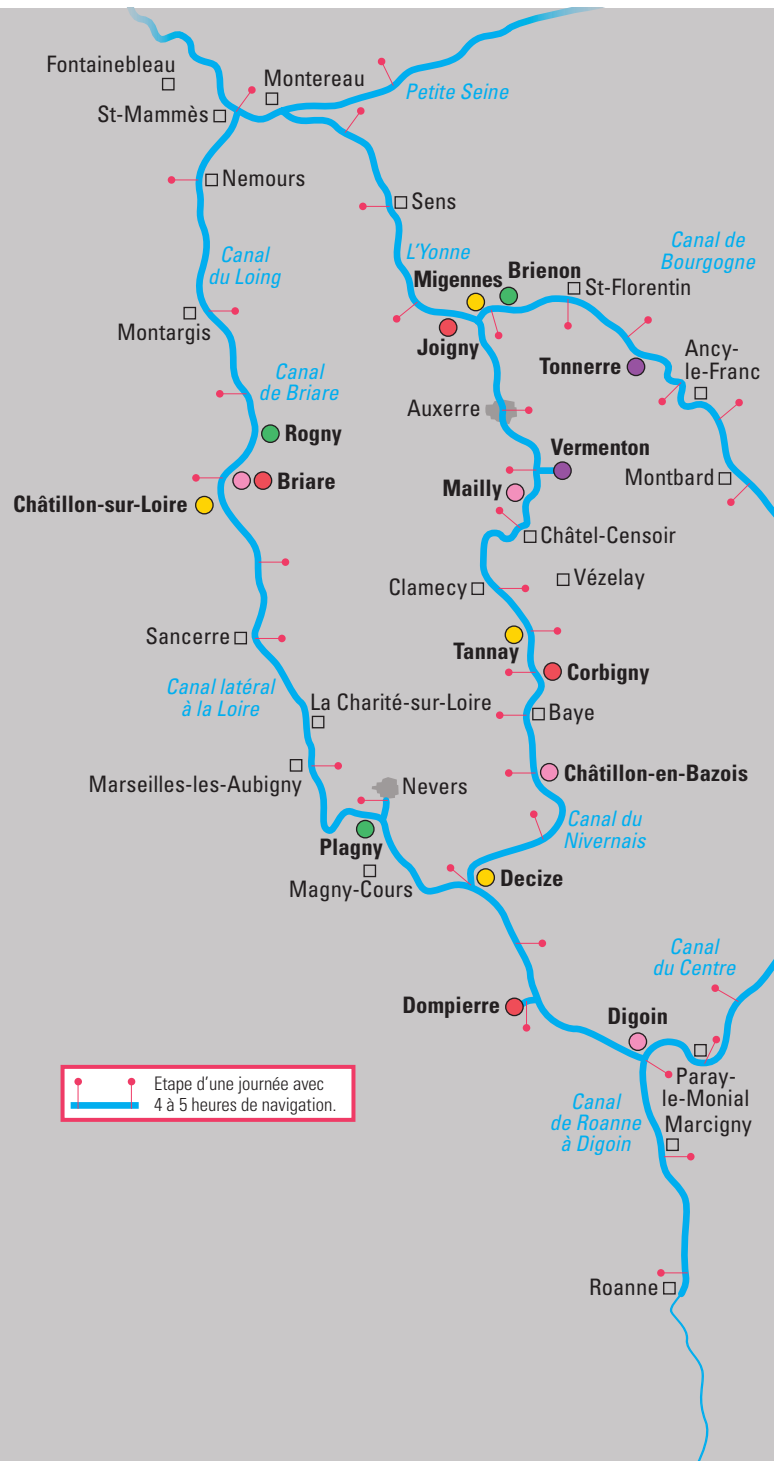 Fontainebleau
Montereau
Petite Seine
St-Mammès
Nemours
Sens
Canal
du Loing
L'Yonne
Canal de
Bourgogne
Migennes
Brienon
St-Florentin
Montargis
Joigny
Tonnerre
Ancy-
le-Franc
Canal
de Briare
Auxerre
Rogny
Vermenton
Briare
Mailly
Montbard
Châtillon-sur-Loire
Châtel-Censoir
Clamecy
Vézelay
Sancerre
Tannay
Corbigny
Canal latéral
à la Loire
La Charité-sur-Loire
Baye
Marseilles-les-Aubigny
Nevers
Châtillon-en-Bazois
Canal du
Nivernais
Plagny
Magny-Cours
Decize
Canal
du Centre
Dompierre
Digoin
Etape d'une journée avec
4 à 5 heures de navigation.
Paray-
le-Monial
Canal
de Roanne
à Digoin
Marcigny
Roanne